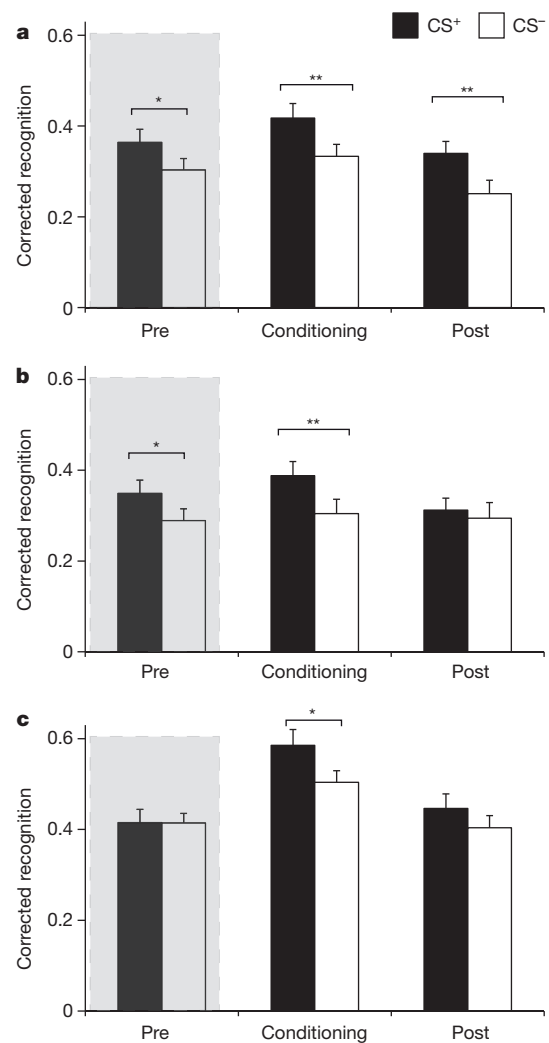 a
CS⁺ CS⁻
Corrected recognition
0.6
0.4
0.2
0
*
**
**
Pre Conditioning Post
b
Corrected recognition
0.6
0.4
0.2
0
*
**
Pre Conditioning Post
c
Corrected recognition
0.6
0.4
0.2
0
*
Pre Conditioning Post